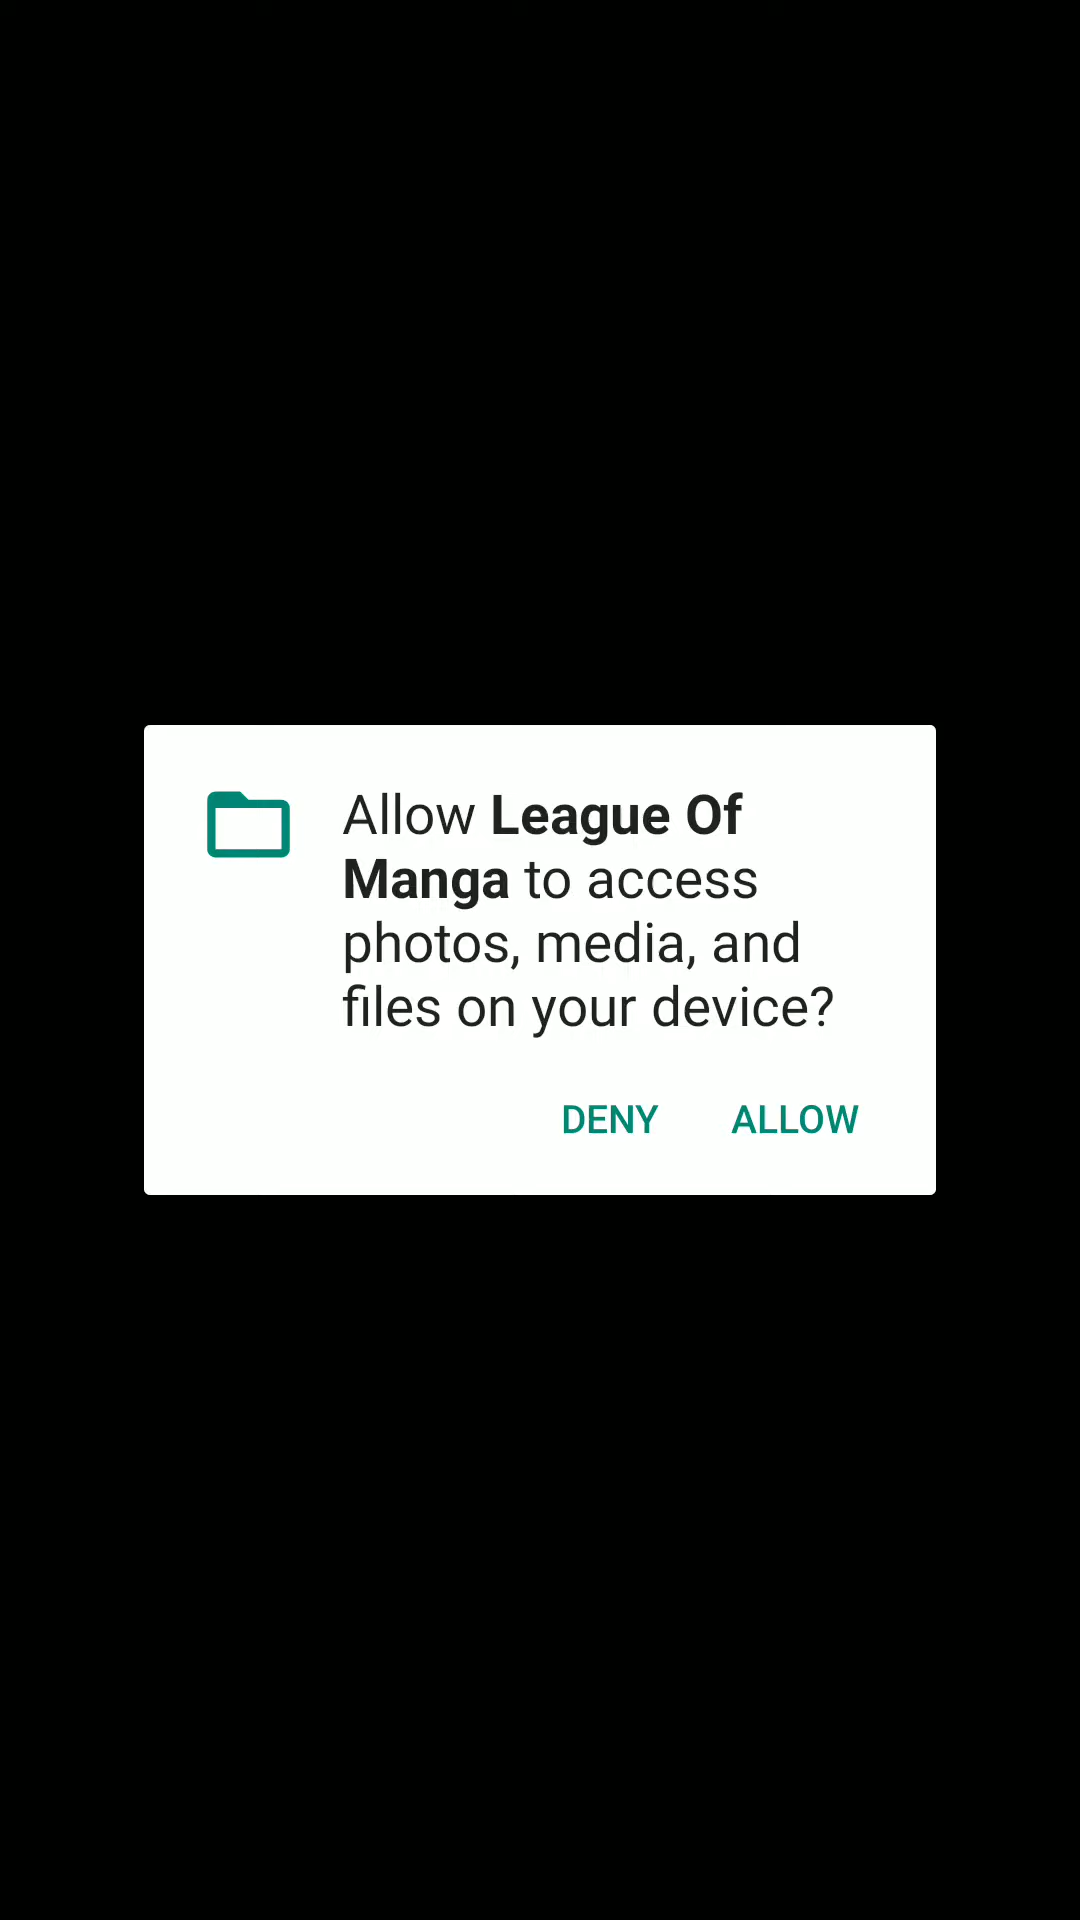 Allow League Of
Manga to access
photos, media, and
files on your device?
DENY ALLOW